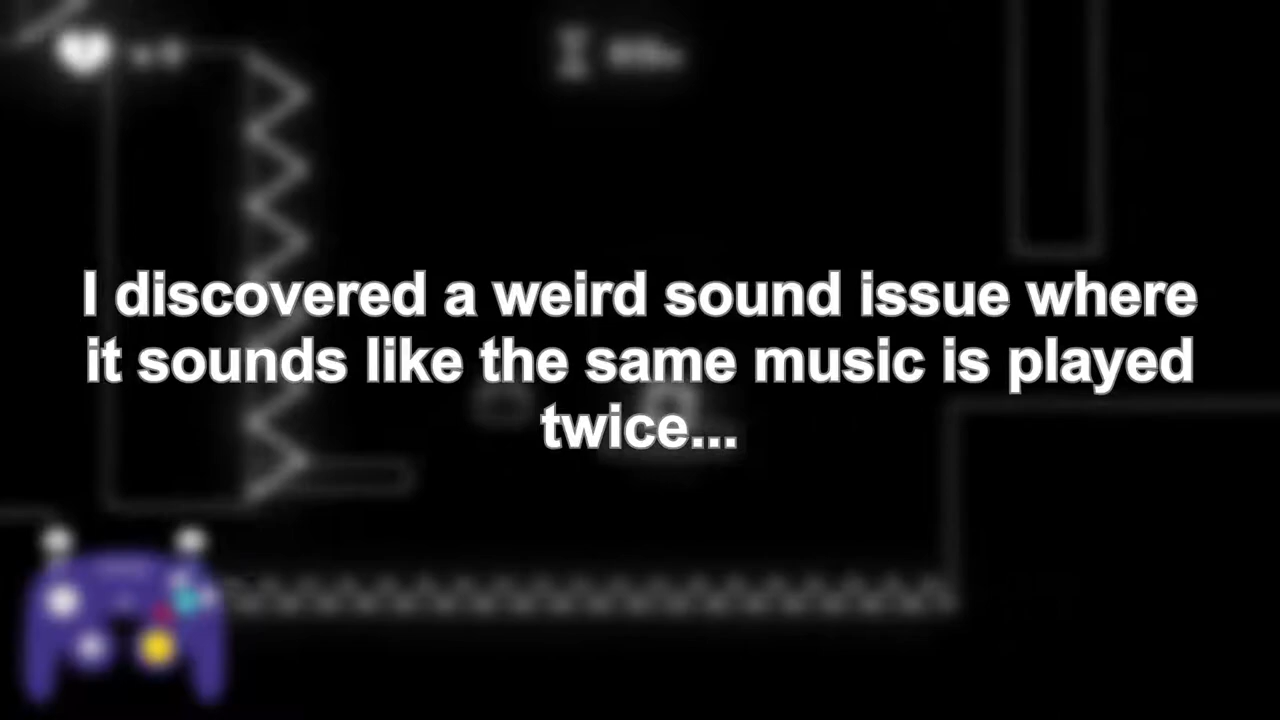 I discovered a weird sound issue where
it sounds like the same music is played
twice...